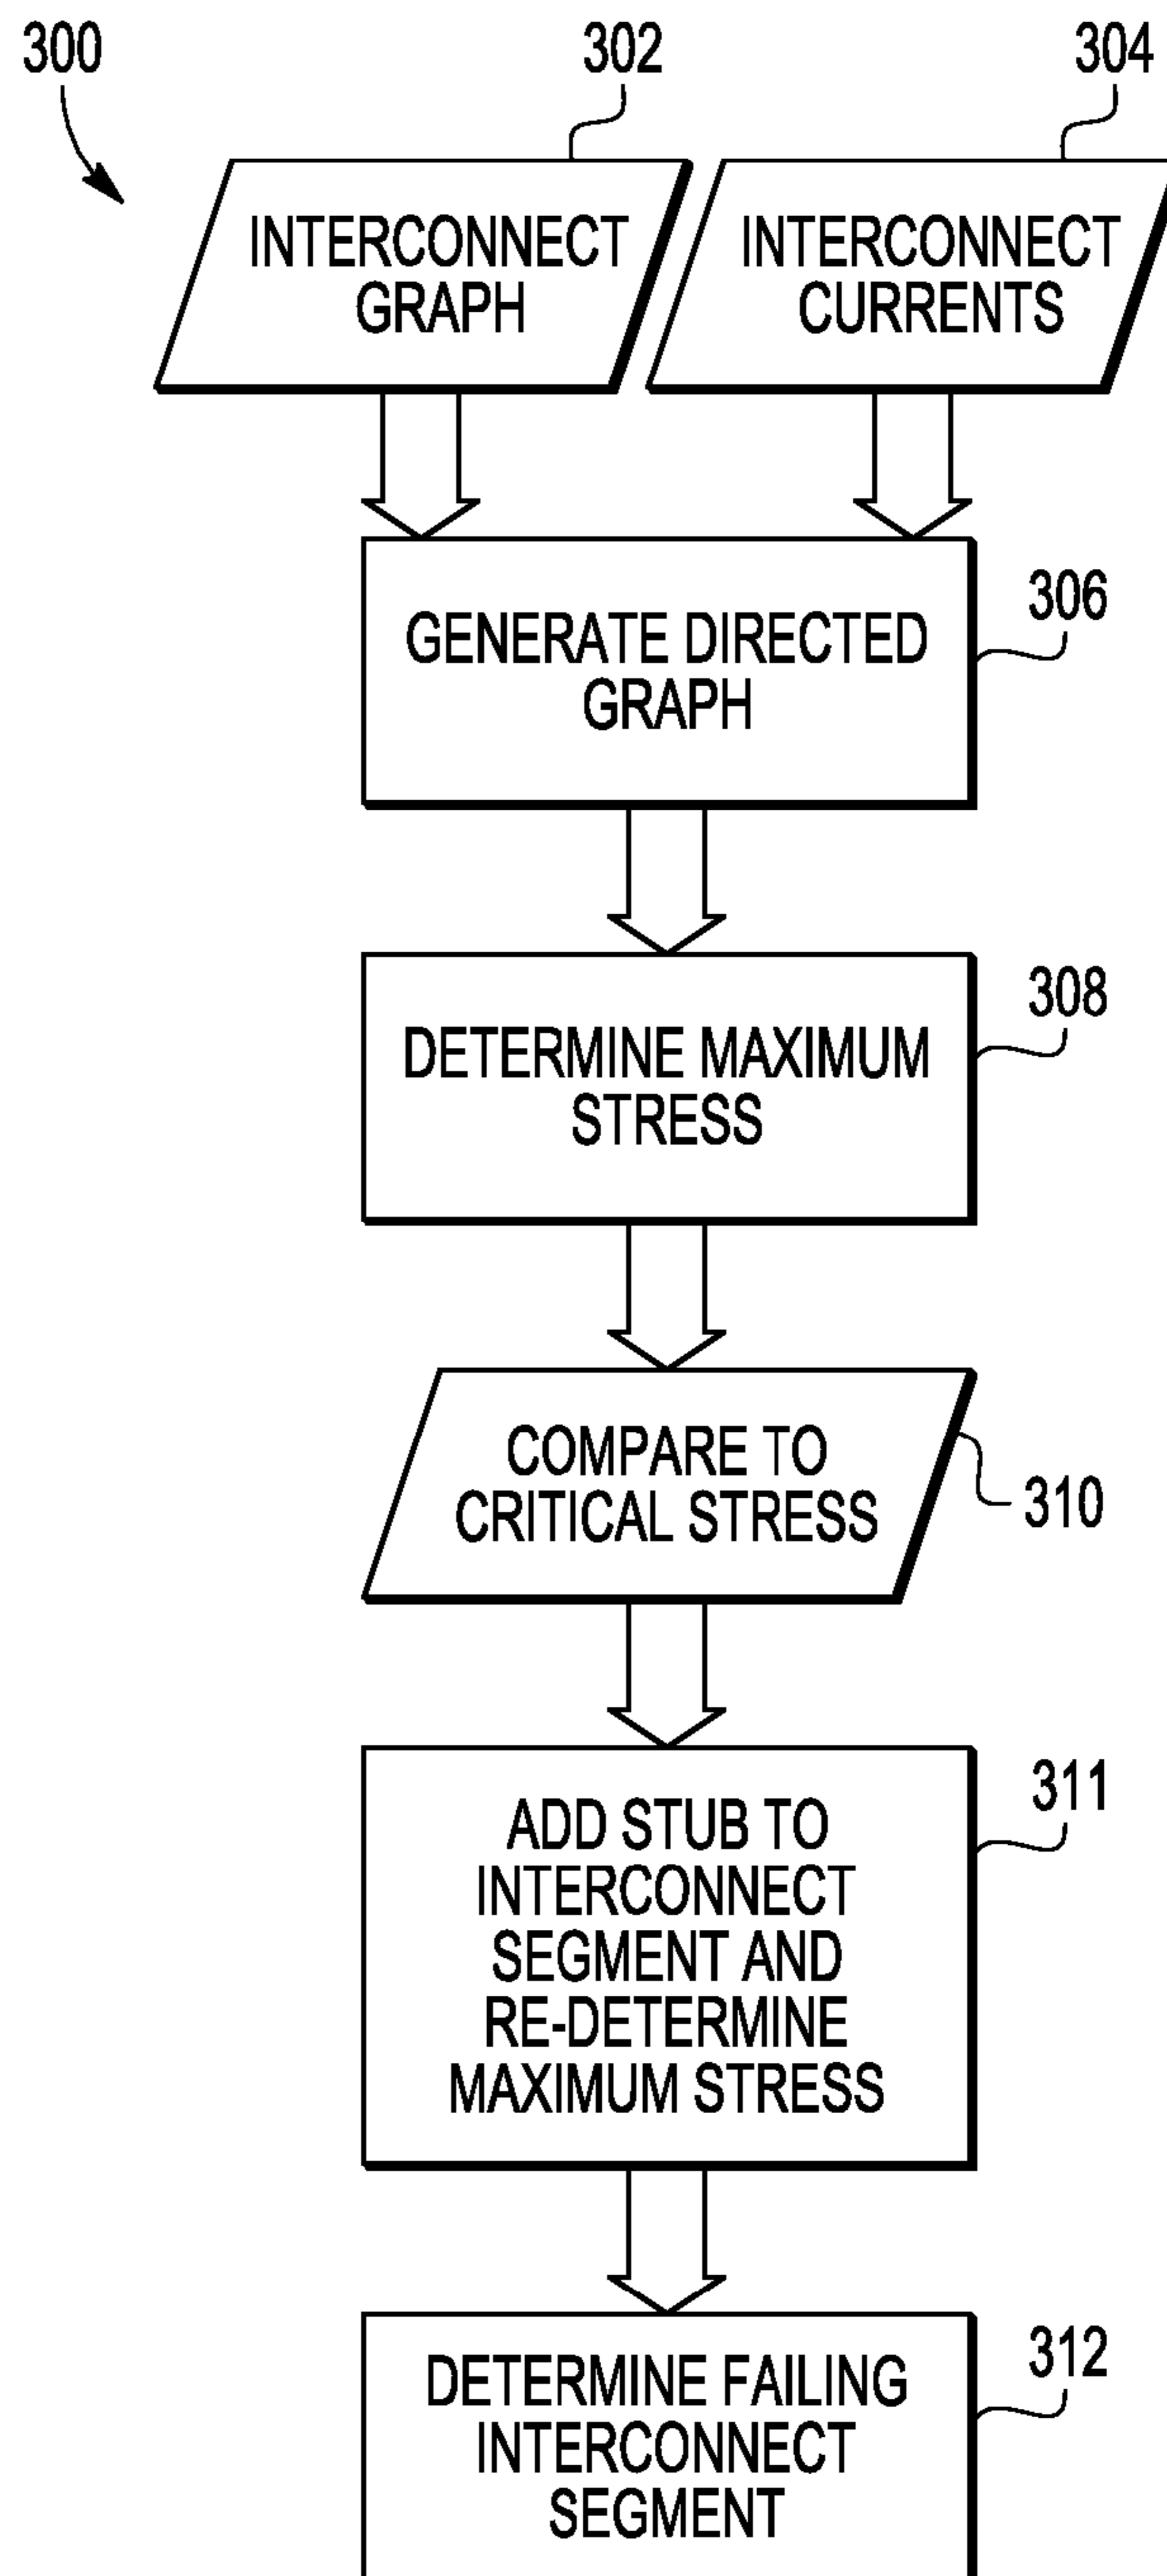 300
302
304
INTERCONNECT
GRAPH
INTERCONNECT
CURRENTS
306
GENERATE DIRECTED
GRAPH
308
DETERMINE MAXIMUM
STRESS
COMPARE TO
CRITICAL STRESS
310
311
ADD STUB TO
INTERCONNECT
SEGMENT AND
RE-DETERMINE
MAXIMUM STRESS
312
DETERMINE FAILING
INTERCONNECT
SEGMENT